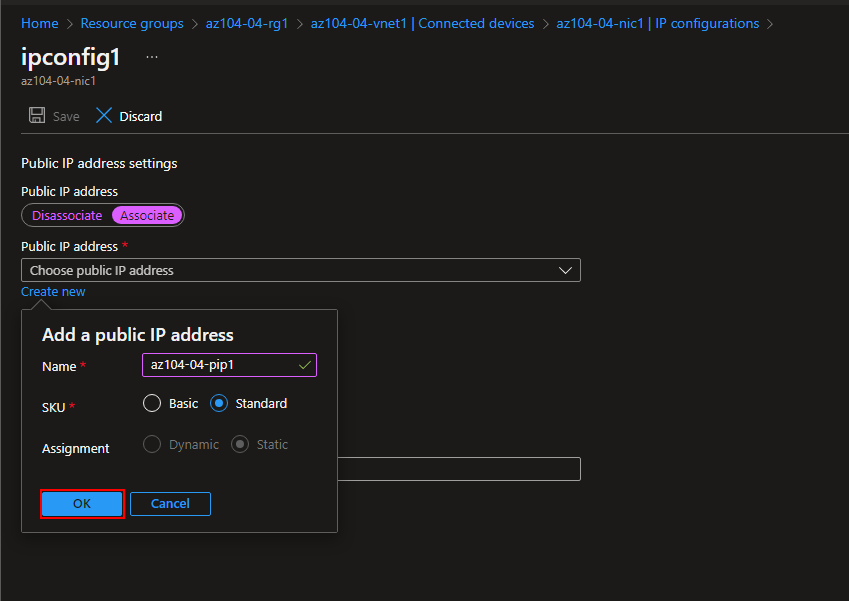 Home > Resource groups > az104-04-rg1 > az104-04-vnet1 | Connected devices > az104-04-nic1 | IP configurations >
ipconfig1 ...
az104-04-nic1
Save Discard
Public IP address settings
Public IP address
Disassociate Associate
Public IP address *
Choose public IP address
Create new
Add a public IP address
Name * az104-04-pip1
SKU * Basic Standard
Assignment Dynamic Static
OK Cancel